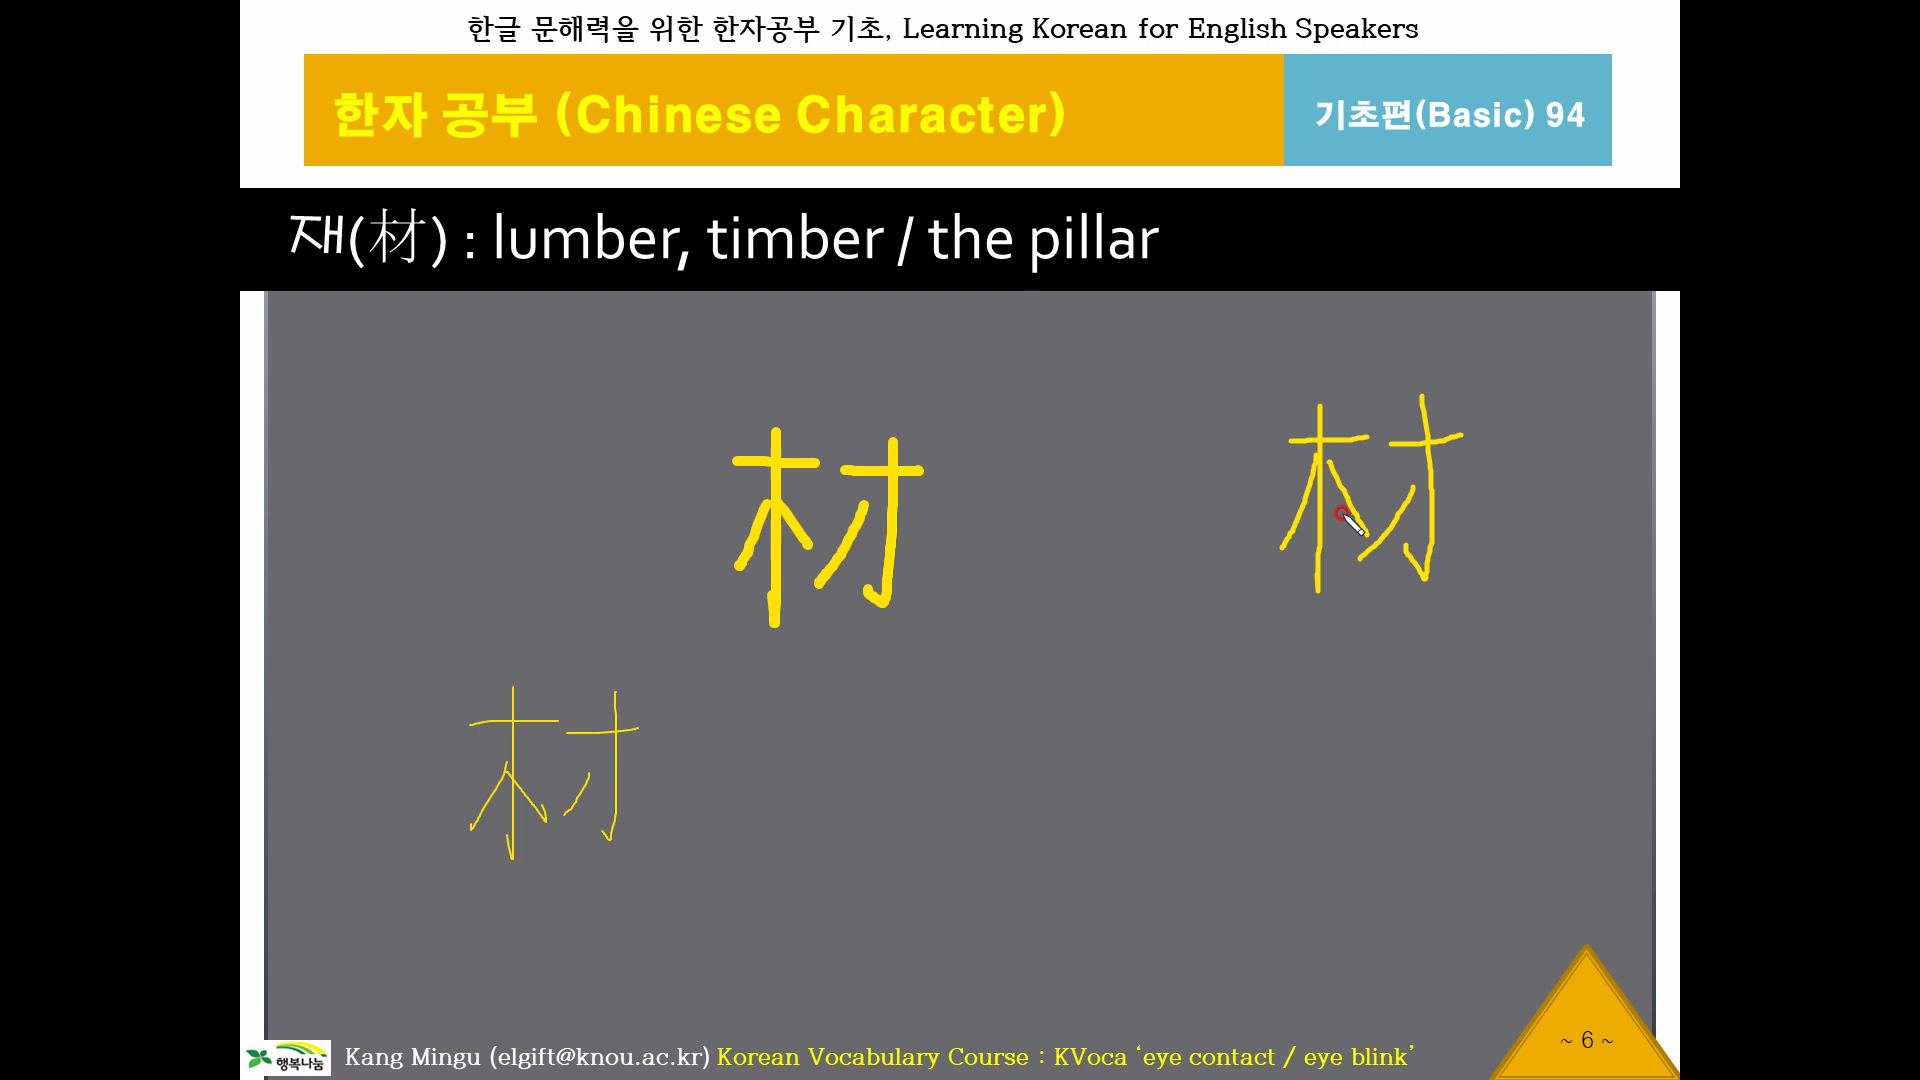 한글 문해력을 위한 한자공부 기초, Learning Korean for English Speakers
한자 공부 (Chinese Character)
기초편(Basic) 94
재(材) : lumber, timber / the pillar
材
材
材
행복나눔
Kang Mingu (elgift@knou.ac.kr) Korean Vocabulary Course : KVoca ‘eye contact / eye blink’
~ 6 ~